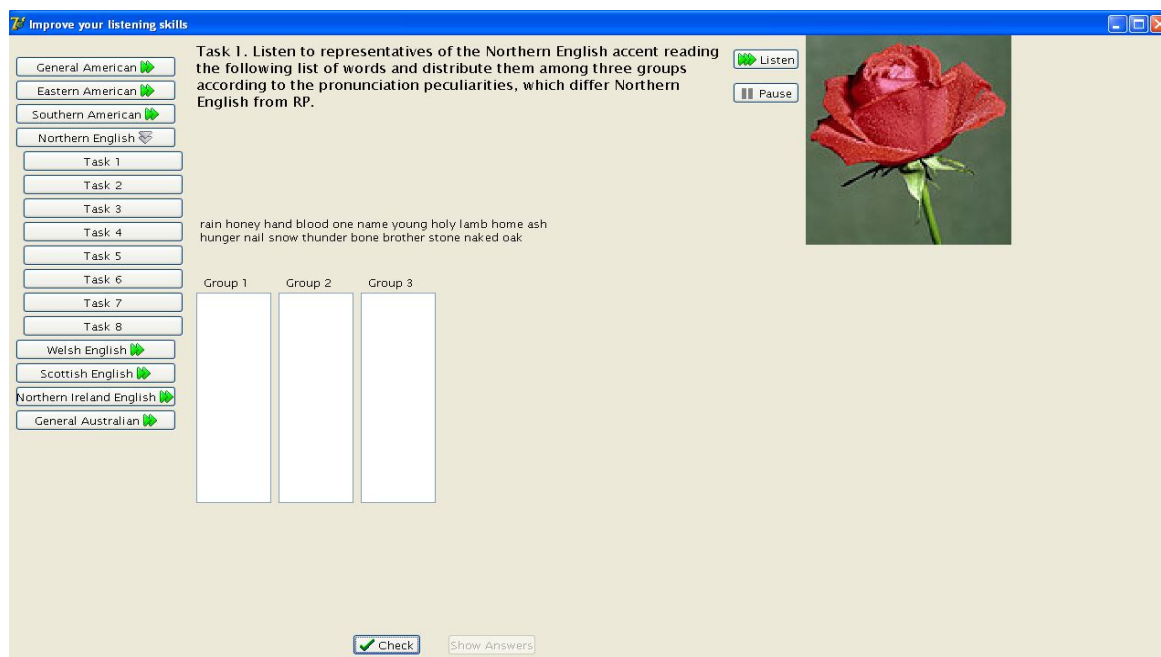 Improve your listening skills
General American
Eastern American
Southern American
Northern English
Task 1
Task 2
Task 3
Task 4
Task 5
Task 6
Task 7
Task 8
Welsh English
Scottish English
Northern Ireland English
General Australian
Task 1. Listen to representatives of the Northern English accent reading
the following list of words and distribute them among three groups
according to the pronunciation peculiarities, which differ Northern
English from RP.
Listen
Pause
rain honey hand blood one name young holy lamb home ash
hunger nail snow thunder bone brother stone naked oak
Group 1 Group 2 Group 3
Check Show Answers